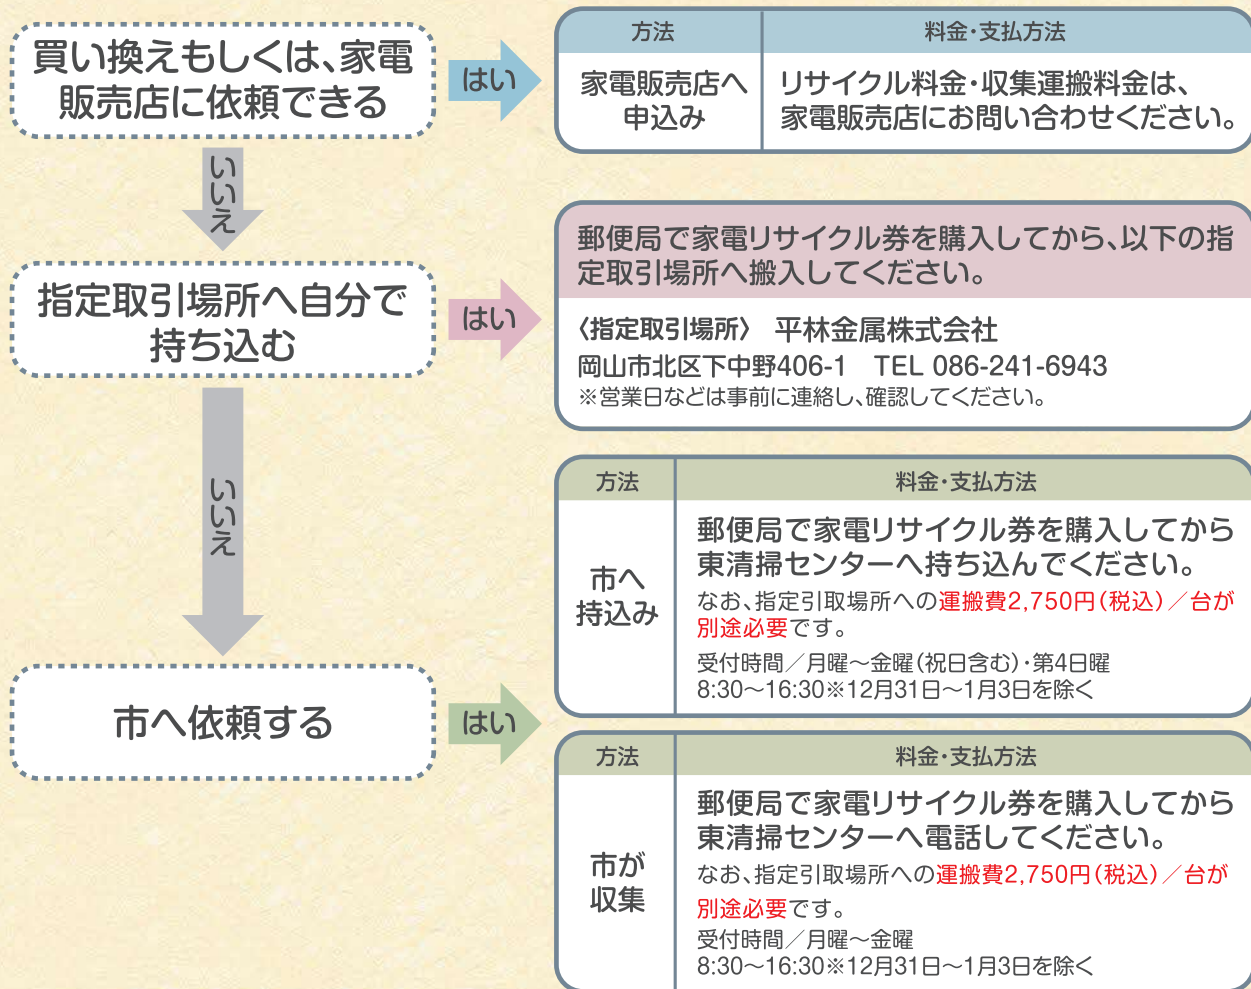 買い換えもしくは、家電
販売店に依頼できる
はい
方法
料金・支払方法
家電販売店へ
申込み
リサイクル料金・収集運搬料金は、
家電販売店にお問い合わせください。
いいえ
指定取引場所へ自分で
持ち込む
はい
郵便局で家電リサイクル券を購入してから、以下の指
定取引場所へ搬入してください。
〈指定取引場所〉 平林金属株式会社
岡山市北区下中野406-1 TEL 086-241-6943
※営業日などは事前に連絡し、確認してください。
いいえ
市へ依頼する
はい
方法
料金・支払方法
市へ
持込み
郵便局で家電リサイクル券を購入してから
東清掃センターへ持ち込んでください。
なお、指定引取場所への運搬費2,750円(税込)／台が
別途必要です。
受付時間／月曜～金曜(祝日含む)・第4日曜
8:30～16:30※12月31日～1月3日を除く
方法
料金・支払方法
市が
収集
郵便局で家電リサイクル券を購入してから
東清掃センターへ電話してください。
なお、指定引取場所への運搬費2,750円(税込)／台が
別途必要です。
受付時間／月曜～金曜
8:30～16:30※12月31日～1月3日を除く